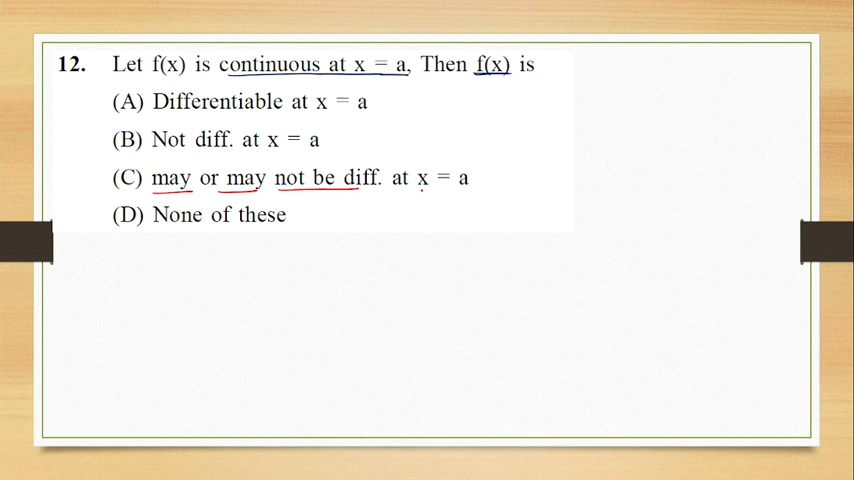 12. Let f(x) is continuous at x = a, Then f(x) is
(A) Differentiable at x = a
(B) Not diff. at x = a
(C) may or may not be diff. at x = a
(D) None of these